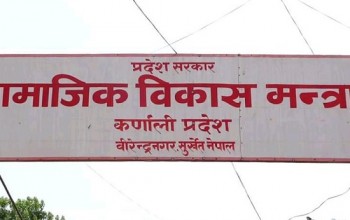 प्रदेश सरकार
ामाजिक विकास मन्त्रा
कर्णाली प्रदेश
वीरेन्द्रनगर,सुर्खेत नेपाल